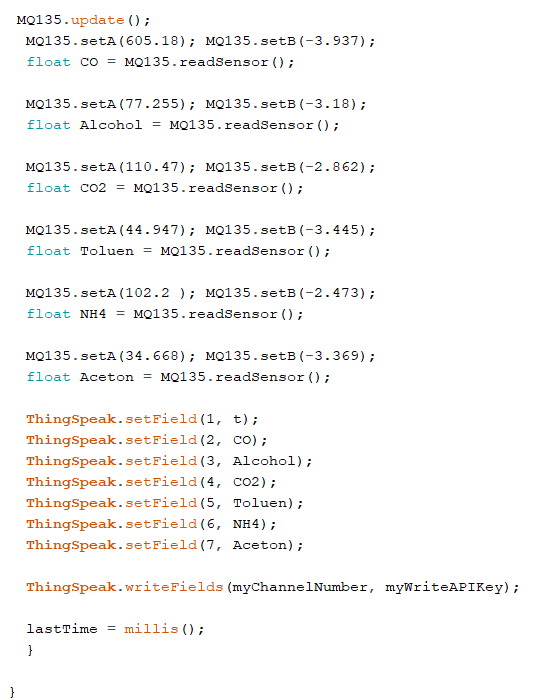 MQ135.update();
MQ135.setA(605.18); MQ135.setB(-3.937);
float CO = MQ135.readSensor();
MQ135.setA(77.255); MQ135.setB(-3.18);
float Alcohol = MQ135.readSensor();
MQ135.setA(110.47); MQ135.setB(-2.862);
float CO2 = MQ135.readSensor();
MQ135.setA(44.947); MQ135.setB(-3.445);
float Toluen = MQ135.readSensor();
MQ135.setA(102.2 ); MQ135.setB(-2.473);
float NH4 = MQ135.readSensor();
MQ135.setA(34.668); MQ135.setB(-3.369);
float Aceton = MQ135.readSensor();
ThingSpeak.setField(1, t);
ThingSpeak.setField(2, CO);
ThingSpeak.setField(3, Alcohol);
ThingSpeak.setField(4, CO2);
ThingSpeak.setField(5, Toluen);
ThingSpeak.setField(6, NH4);
ThingSpeak.setField(7, Aceton);
ThingSpeak.writeFields(myChannelNumber, myWriteAPIKey);
lastTime = millis();
}
}